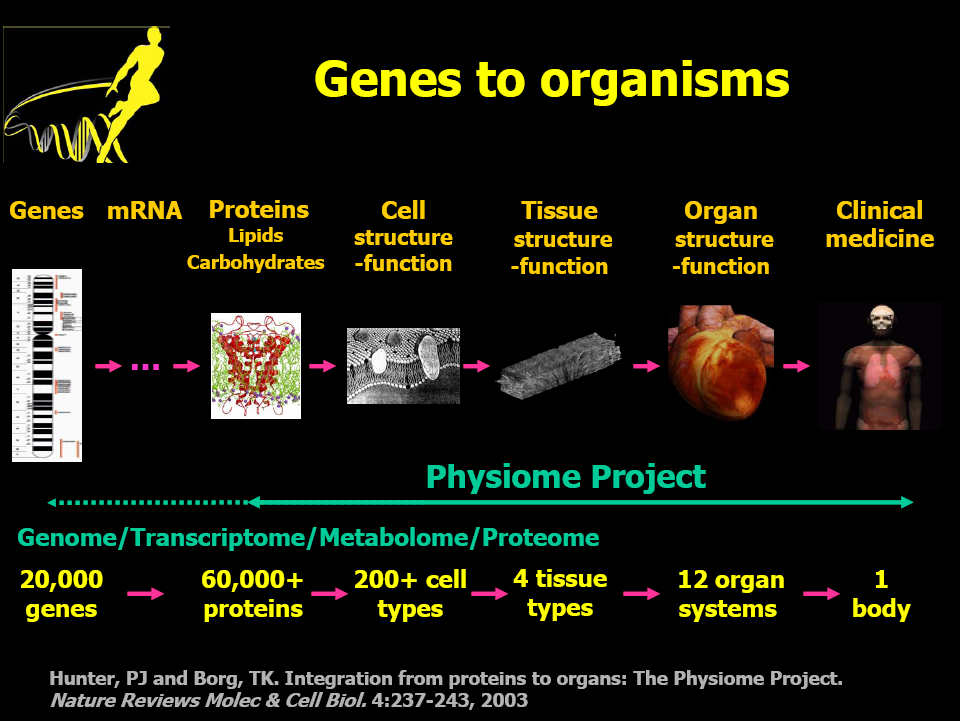 Genes to organisms
Genes
mRNA
Proteins
Lipids
Carbohydrates
Cell
structure
-function
Tissue
structure
-function
Organ
structure
-function
Clinical
medicine
...
Physiome Project
Genome/Transcriptome/Metabolome/Proteome
20,000
genes
60,000+
proteins
200+ cell
types
4 tissue
types
12 organ
systems
1
body
Hunter, PJ and Borg, TK. Integration from proteins to organs: The Physiome Project.
Nature Reviews Molec & Cell Biol. 4:237-243, 2003